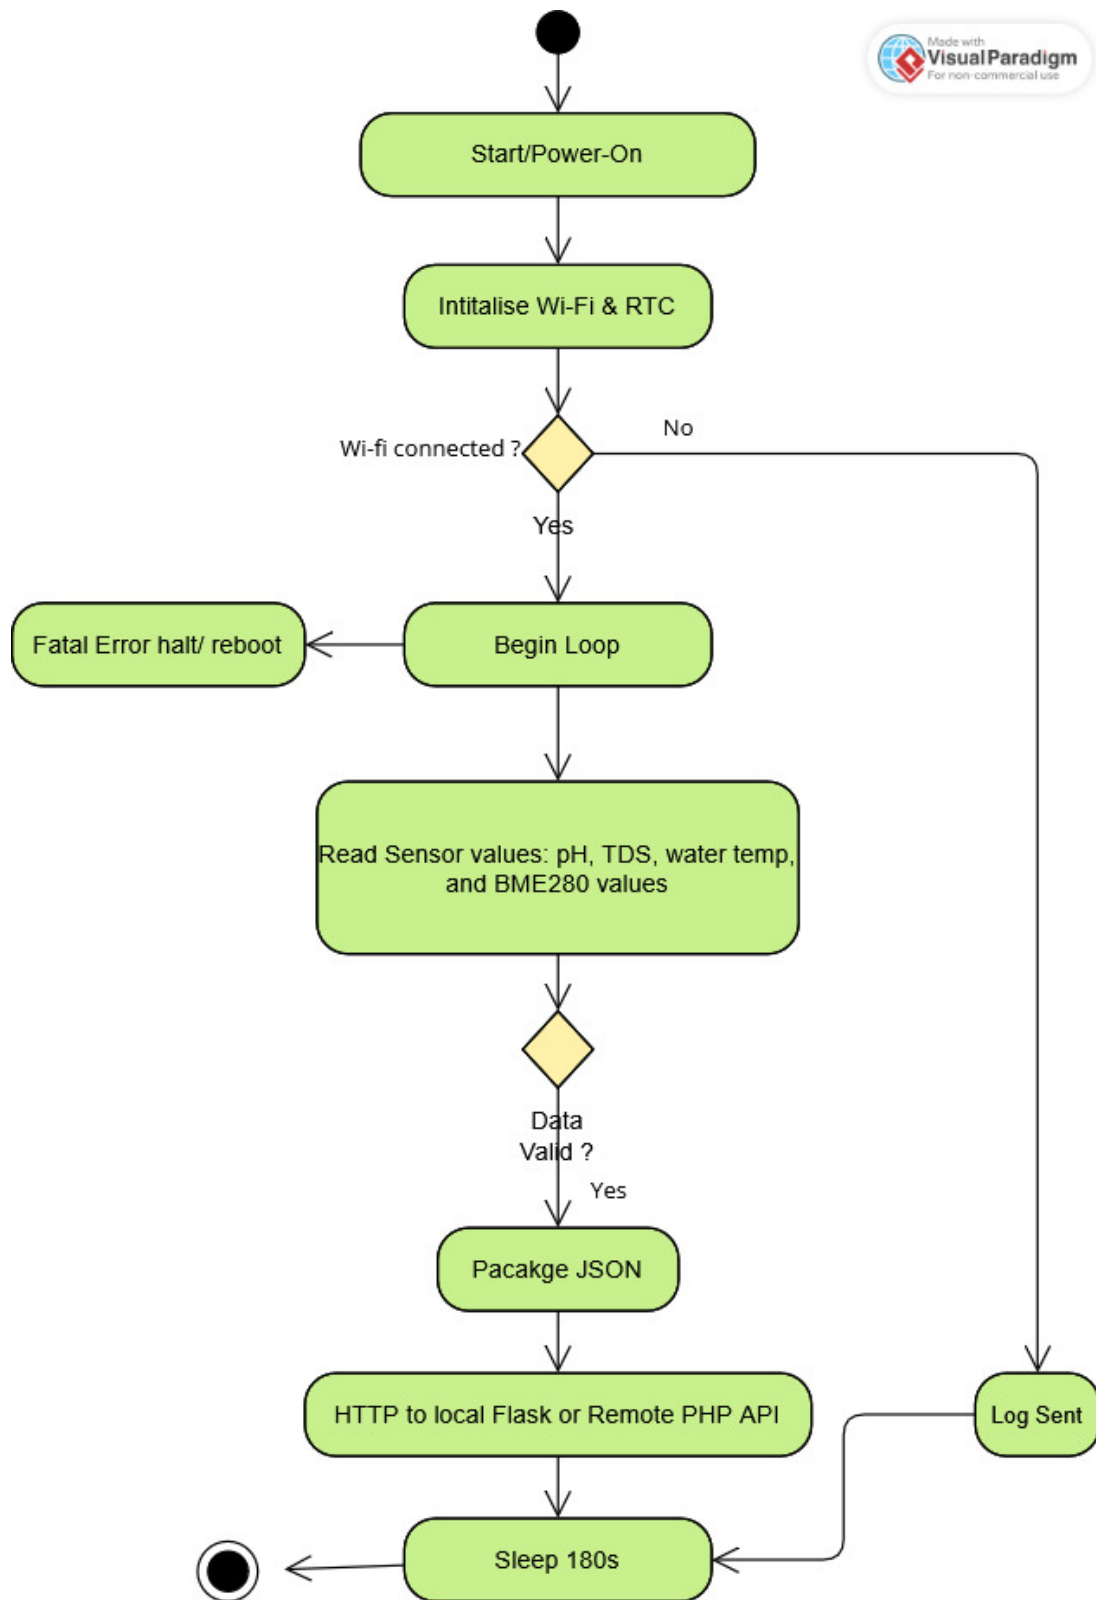 Made with
Visual Paradigm
For non-commercial use
Start/Power-On
Intitalise Wi-Fi & RTC
Wi-fi connected ?
No
Yes
Fatal Error halt/ reboot
Begin Loop
Read Sensor values: pH, TDS, water temp,
and BME280 values
Data
Valid ?
Yes
Pacakge JSON
HTTP to local Flask or Remote PHP API
Log Sent
Sleep 180s